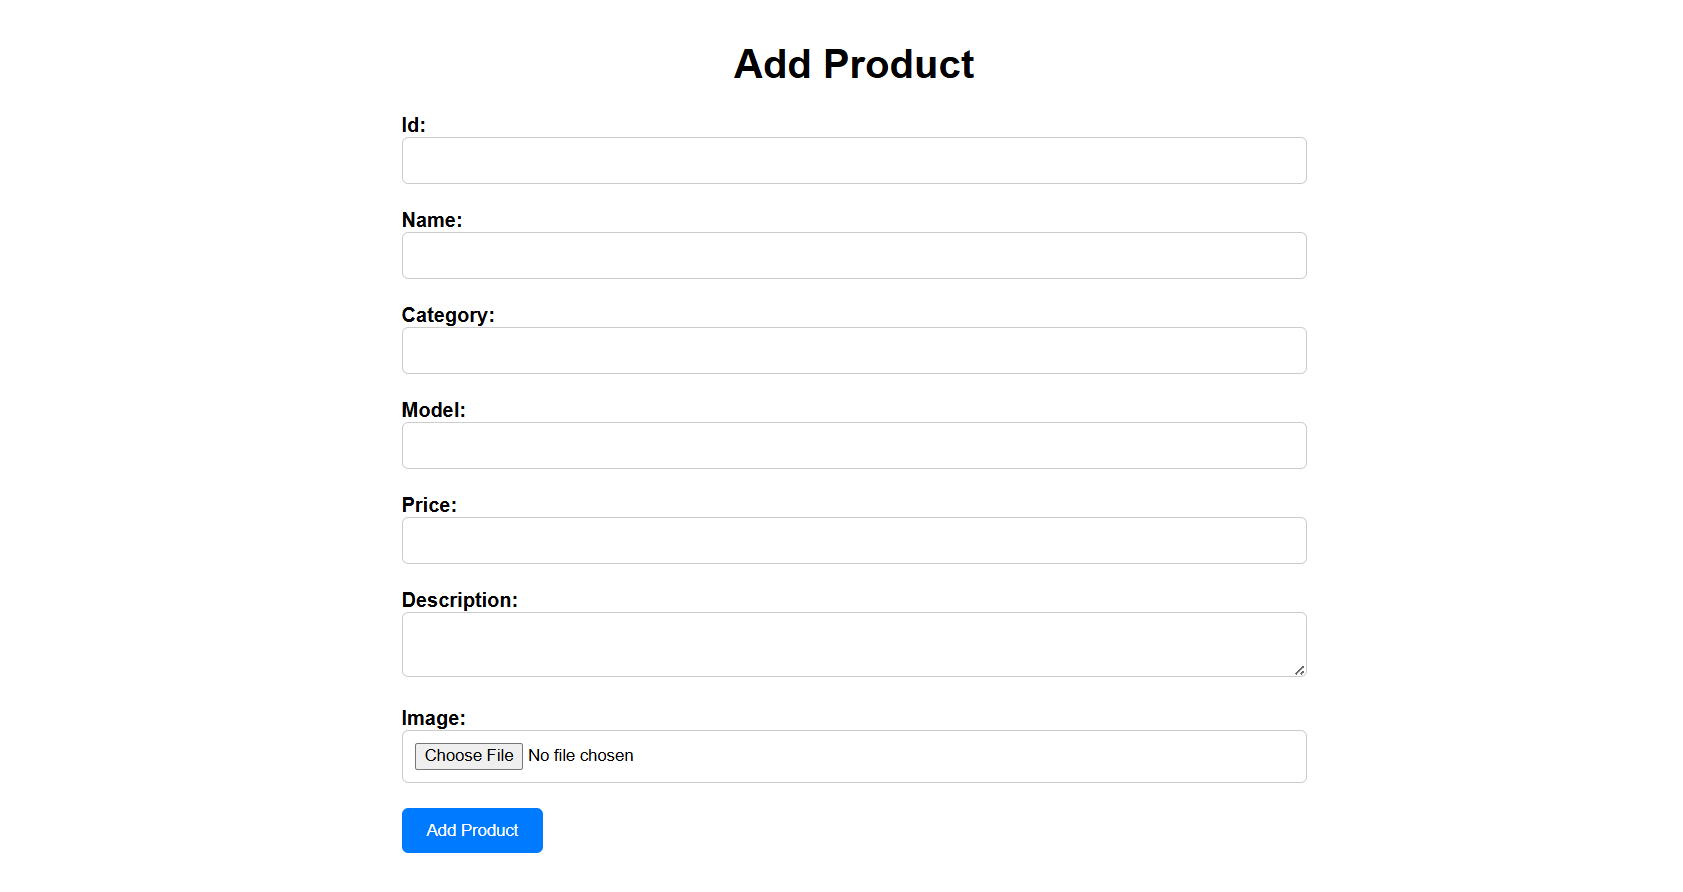 Add Product
Id:
Name:
Category:
Model:
Price:
Description:
Image:
Choose File No file chosen
Add Product